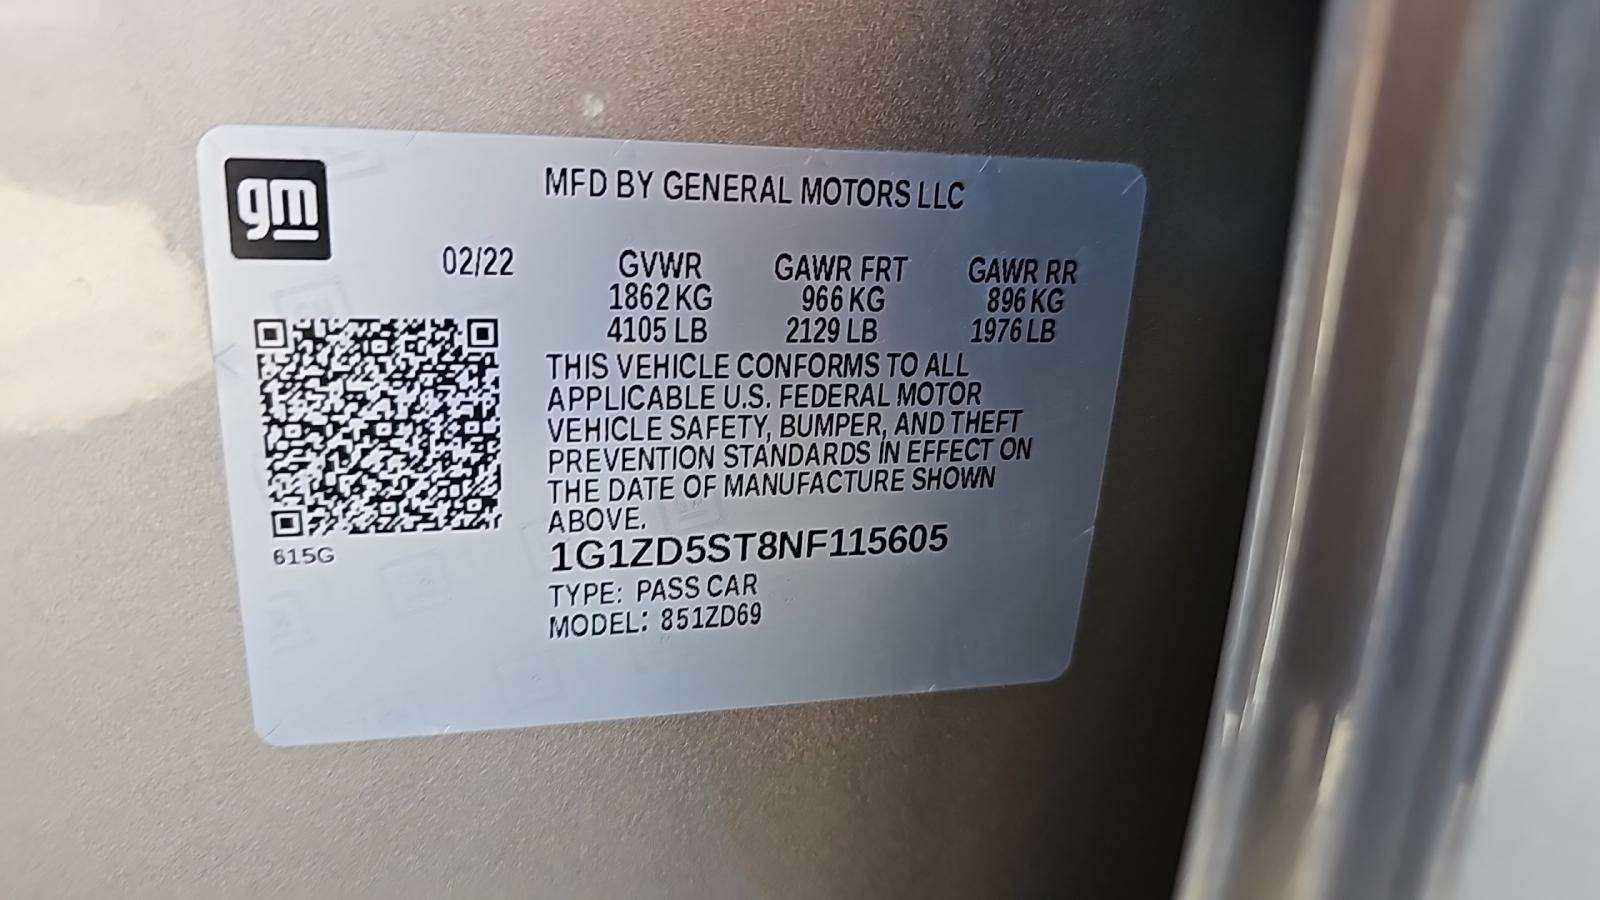 gm
MFD BY GENERAL MOTORS LLC
02/22 GVWR GAWR FRT GAWR RR
1862 KG 966 KG 896 KG
4105 LB 2129 LB 1976 LB
THIS VEHICLE CONFORMS TO ALL
APPLICABLE U.S. FEDERAL MOTOR
VEHICLE SAFETY, BUMPER, AND THEFT
PREVENTION STANDARDS IN EFFECT ON
THE DATE OF MANUFACTURE SHOWN
ABOVE.
1G1ZD5ST8NF115605
TYPE: PASS CAR
MODEL: 851ZD69
615G